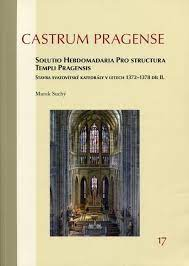 CASTRUM PRAGENSE
SOLUTIO HEBDOMADARIA PRO STRUCTURA
TEMPLI PRAGENSIS
STAVBA SVATOVÍTSKÉ KATEDRÁLY V LETECH 1372–1378 DÍL II.
Marek Suchý
17